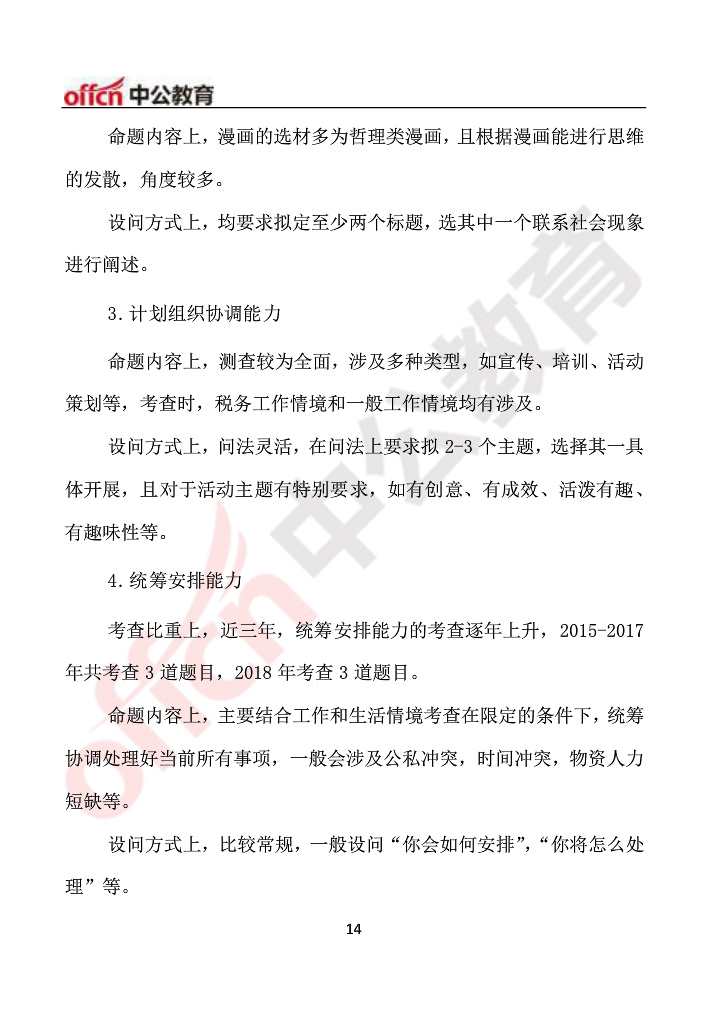 offcn 中公教育
命题内容上，漫画的选材多为哲理类漫画，且根据漫画能进行思维
的发散，角度较多。
设问方式上，均要求拟定至少两个标题，选其中一个联系社会现象
进行阐述。
3.计划组织协调能力
命题内容上，测查较为全面，涉及多种类型，如宣传、培训、活动
策划等，考查时，税务工作情境和一般工作情境均有涉及。
设问方式上，问法灵活，在问法上要求拟 2-3 个主题，选择其一具
体开展，且对于活动主题有特别要求，如有创意、有成效、活泼有趣、
有趣味性等。
4.统筹安排能力
考查比重上，近三年，统筹安排能力的考查逐年上升，2015-2017
年共考查 3 道题目，2018 年考查 3 道题目。
命题内容上，主要结合工作和生活情境考查在限定的条件下，统筹
协调处理好当前所有事项，一般会涉及公私冲突，时间冲突，物资人力
短缺等。
设问方式上，比较常规，一般设问“你会如何安排”，“你将怎么处
理”等。
14
offcn 中公教育